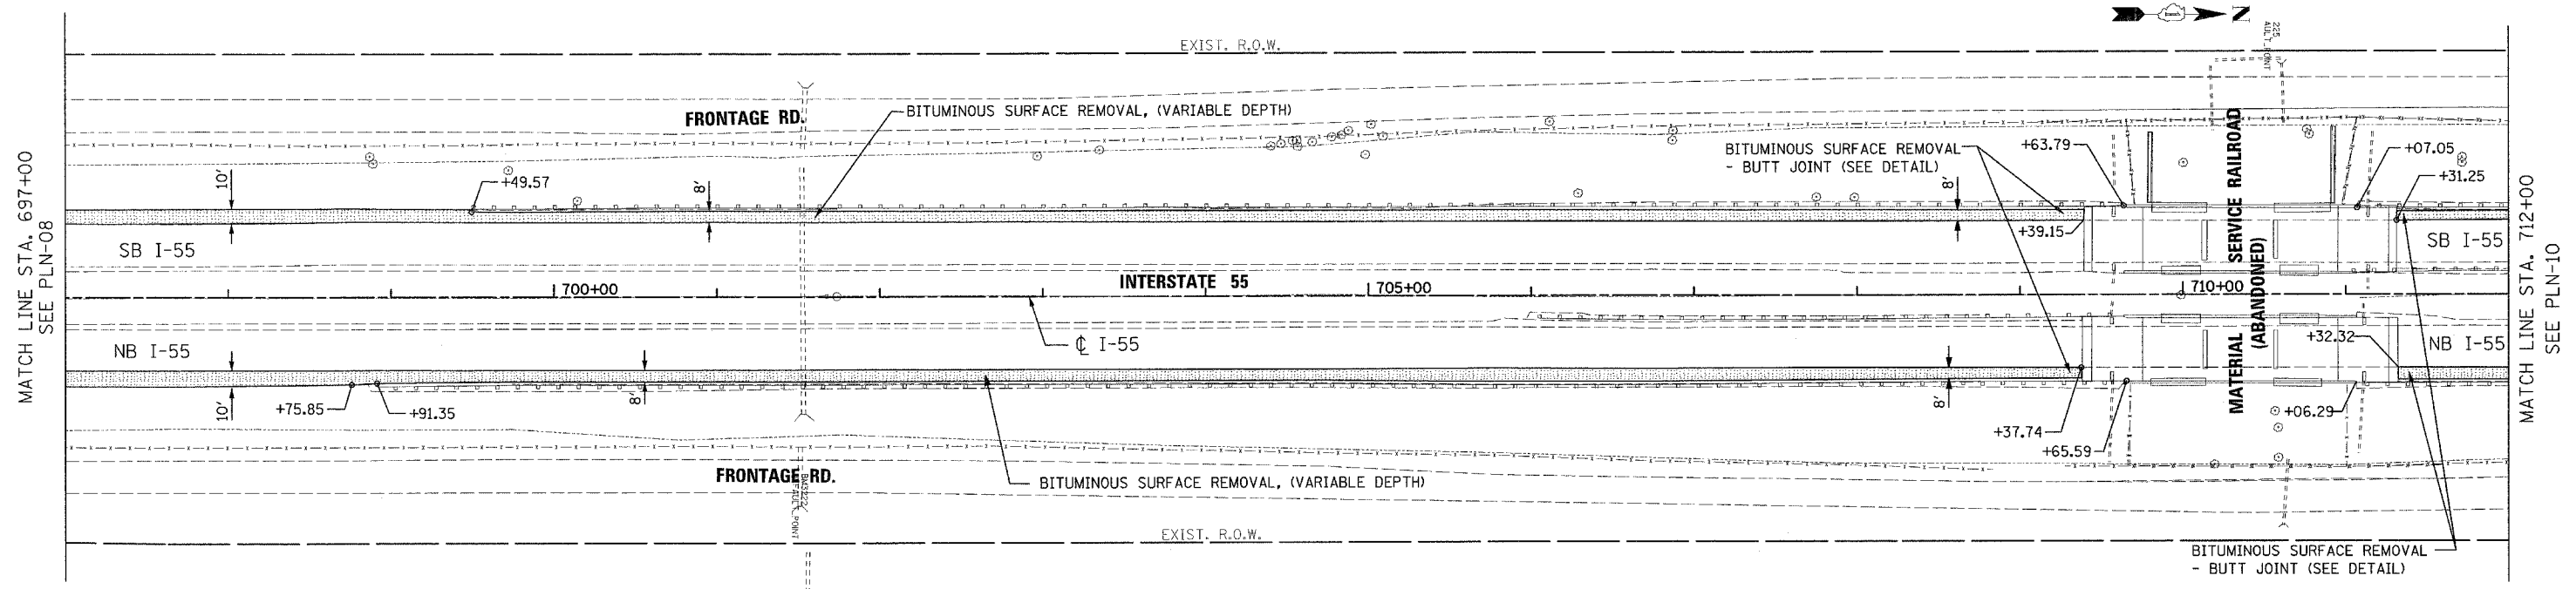 EXIST. R.O.W.
FRONTAGE RD.
BITUMINOUS SURFACE REMOVAL, (VARIABLE DEPTH)
MATCH LINE STA. 697+00
SEE PLN-08
10'
+49.57
8'
BITUMINOUS SURFACE REMOVAL
- BUTT JOINT (SEE DETAIL)
+63.79
8'
+39.15
+07.05
+31.25
N
SB I-55
SB I-55
INTERSTATE 55
700+00
705+00
710+00
MATERIAL SERVICE RAILROAD
(ABANDONED)
℄ I-55
NB I-55
NB I-55
+32.32
10'
+75.85
+91.35
8'
8'
+37.74
+65.59
+06.29
FRONTAGE RD.
BITUMINOUS SURFACE REMOVAL, (VARIABLE DEPTH)
EXIST. R.O.W.
BITUMINOUS SURFACE REMOVAL
- BUTT JOINT (SEE DETAIL)
MATCH LINE STA. 712+00
SEE PLN-10